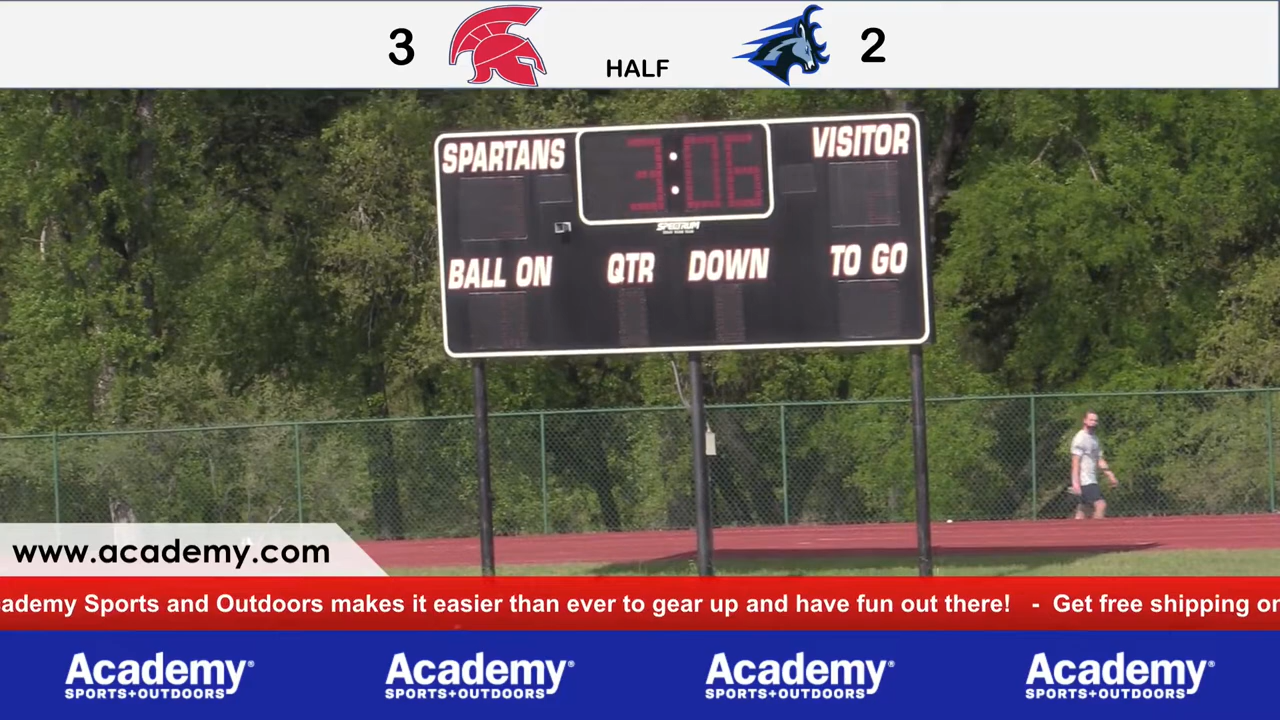 3 HALF 2
SPARTANS 3:06 VISITOR
SPECTRUM
BALL ON QTR DOWN TO GO
www.academy.com
ademy Sports and Outdoors makes it easier than ever to gear up and have fun out there! - Get free shipping or
Academy Academy Academy Academy
SPORTS+OUTDOORS SPORTS+OUTDOORS SPORTS+OUTDOORS SPORTS+OUTDOORS